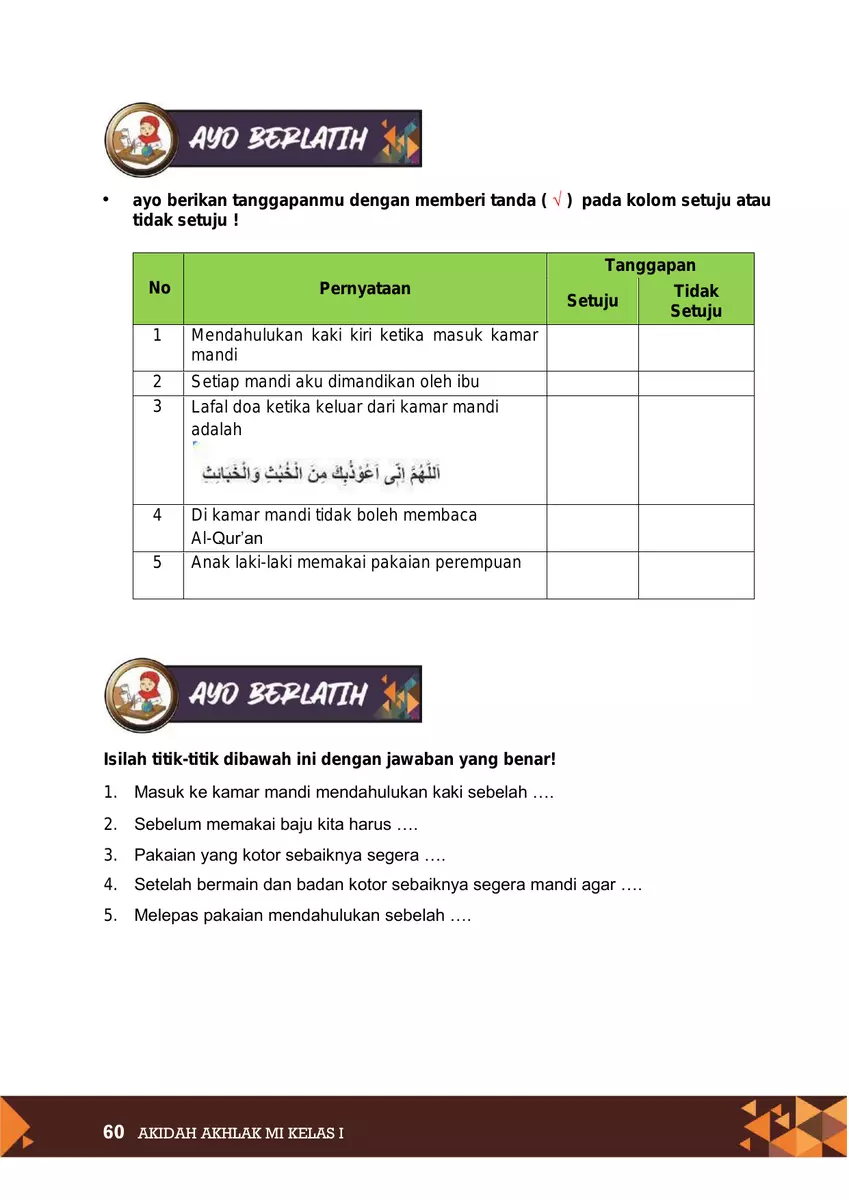 AYO BERLATIH
• ayo berikan tanggapanmu dengan memberi tanda ( √ ) pada kolom setuju atau
tidak setuju !
No
Pernyataan
Tanggapan
Setuju
Tidak
Setuju
1 Mendahulukan kaki kiri ketika masuk kamar
mandi
2 Setiap mandi aku dimandikan oleh ibu
3 Lafal doa ketika keluar dari kamar mandi
adalah
اَللّٰهُمَّ اِنِّى اَعُوْذُبِكَ مِنَ الْخُبُثِ وَالْخَبَائِثِ
4 Di kamar mandi tidak boleh membaca
Al-Qur’an
5 Anak laki-laki memakai pakaian perempuan
AYO BERLATIH
Isilah titik-titik dibawah ini dengan jawaban yang benar!
1. Masuk ke kamar mandi mendahulukan kaki sebelah ….
2. Sebelum memakai baju kita harus ….
3. Pakaian yang kotor sebaiknya segera ….
4. Setelah bermain dan badan kotor sebaiknya segera mandi agar ….
5. Melepas pakaian mendahulukan sebelah ….
60 AKIDAH AKHLAK MI KELAS I